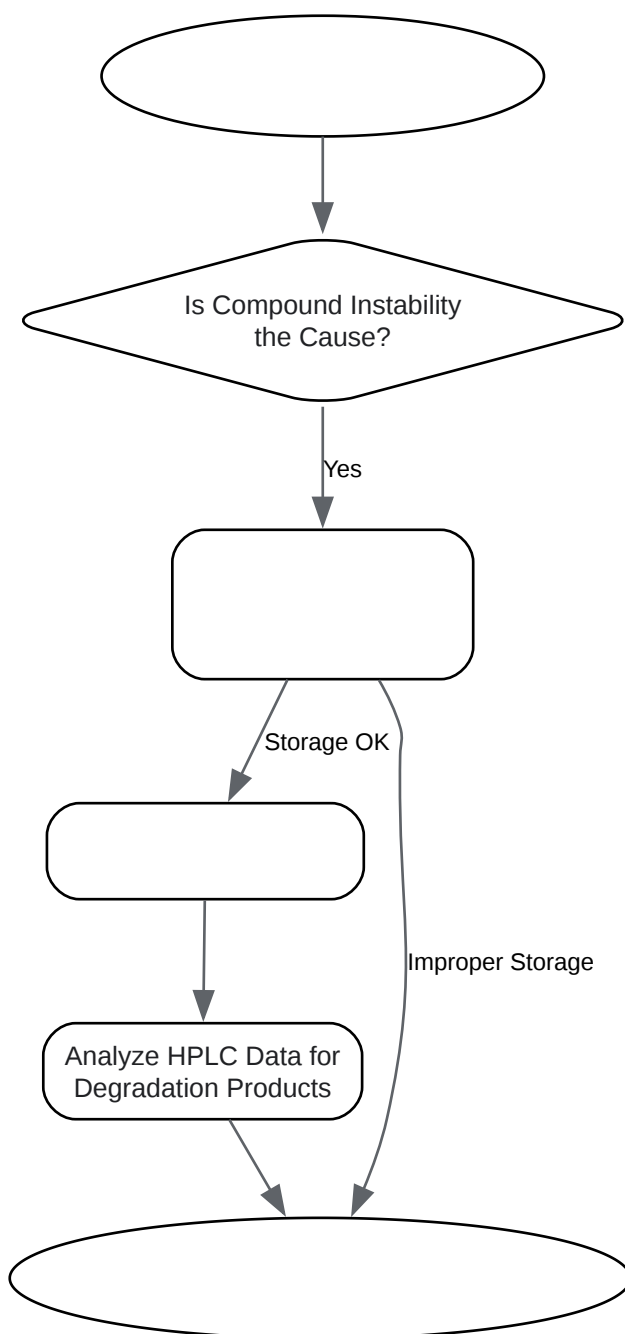 Is Compound Instability
the Cause?
Yes
Storage OK
Improper Storage
Analyze HPLC Data for
Degradation Products